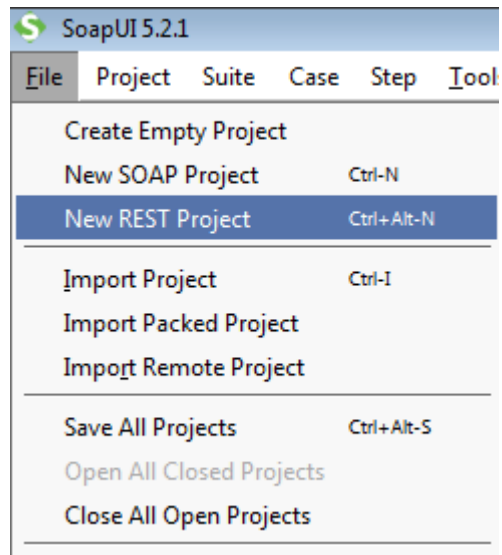 SoapUI 5.2.1
File Project Suite Case Step Tools
Create Empty Project
New SOAP Project Ctrl-N
New REST Project Ctrl+Alt-N
Import Project Ctrl-I
Import Packed Project
Import Remote Project
Save All Projects Ctrl+Alt-S
Open All Closed Projects
Close All Open Projects